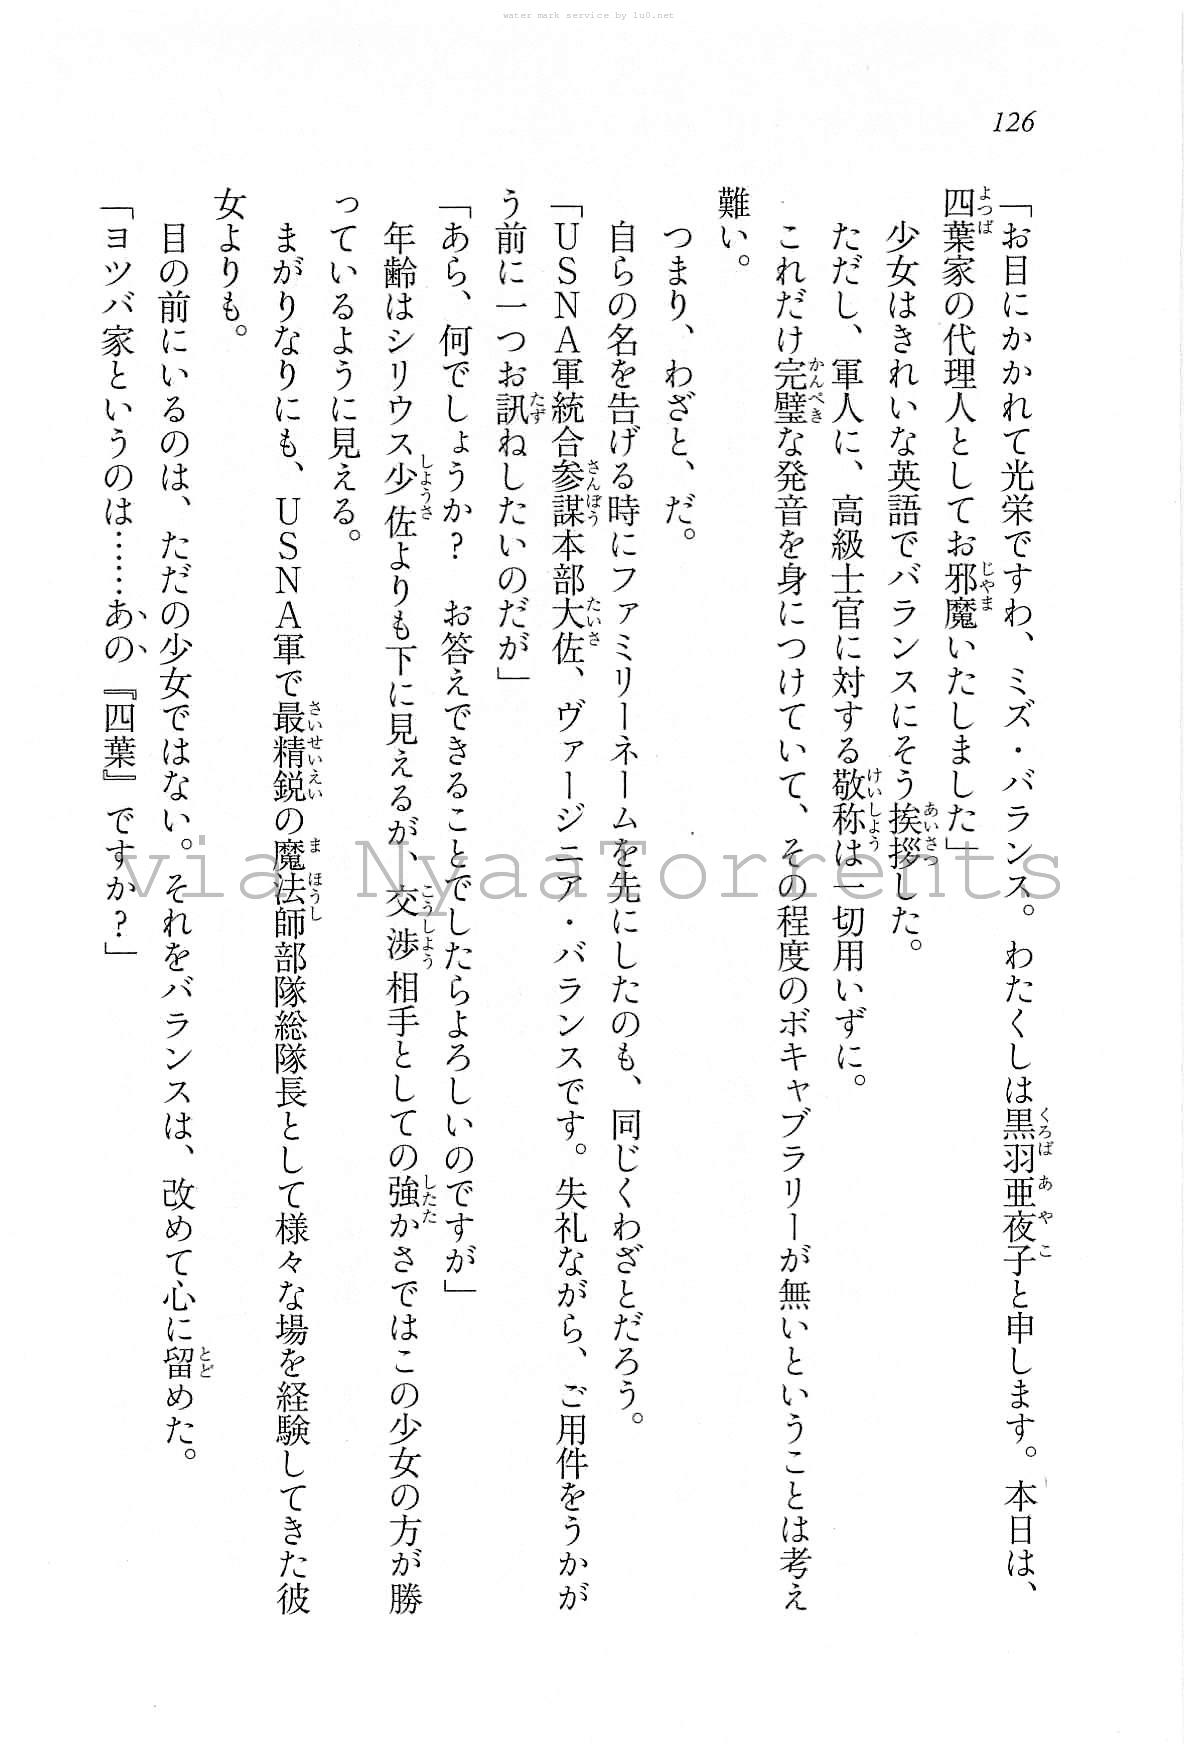 water mark service by lu0.net
126
「お目にかかれて光栄ですわ、ミズ・バランス。わたくしは黒羽亜夜子と申します。本日は、
四葉家の代理人としてお邪魔いたしました」
少女はきれいな英語でバランスにそう挨拶した。
ただし、軍人に、高級士官に対する敬称は一切用いずに。
これだけ完璧な発音を身につけていて、その程度のボキャブラリーが無いということは考え
難い。
つまり、わざと、だ。
自らの名を告げる時にファミリーネームを先にしたのも、同じくわざとだろう。
「ＵＳＮＡ軍統合参謀本部大佐、ヴァージニア・バランスです。失礼ながら、ご用件をうかが
う前に一つお訊ねしたいのだが」
「あら、何でしょうか？　お答えできることでしたらよろしいのですが」
年齢はシリウス少佐よりも下に見えるが、交渉相手としての強かさではこの少女の方が勝
っているように見える。
まがりなりにも、ＵＳＮＡ軍で最精鋭の魔法師部隊総隊長として様々な場を経験してきた彼
女よりも。
目の前にいるのは、ただの少女ではない。それをバランスは、改めて心に留めた。
「ヨツバ家というのは……あの『四葉』ですか？」
via NyaaTorrents